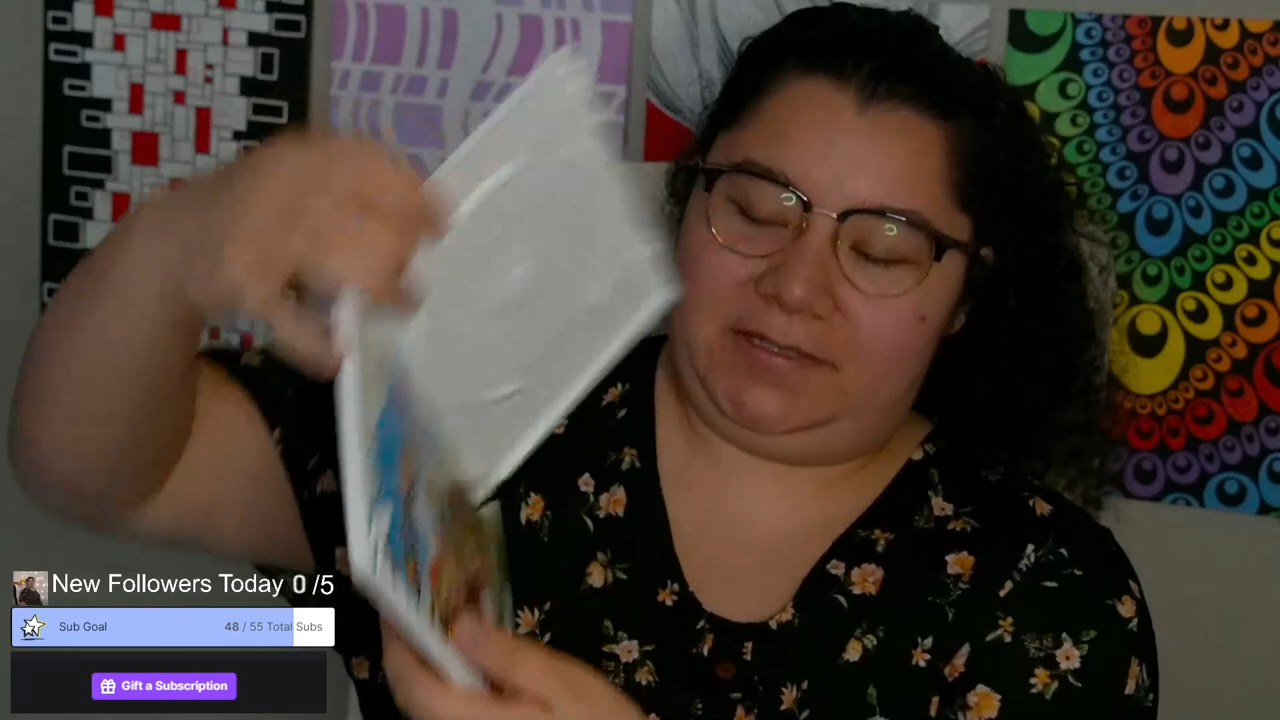 New Followers Today 0 /5
Sub Goal 48 / 55 Total Subs
Gift a Subscription